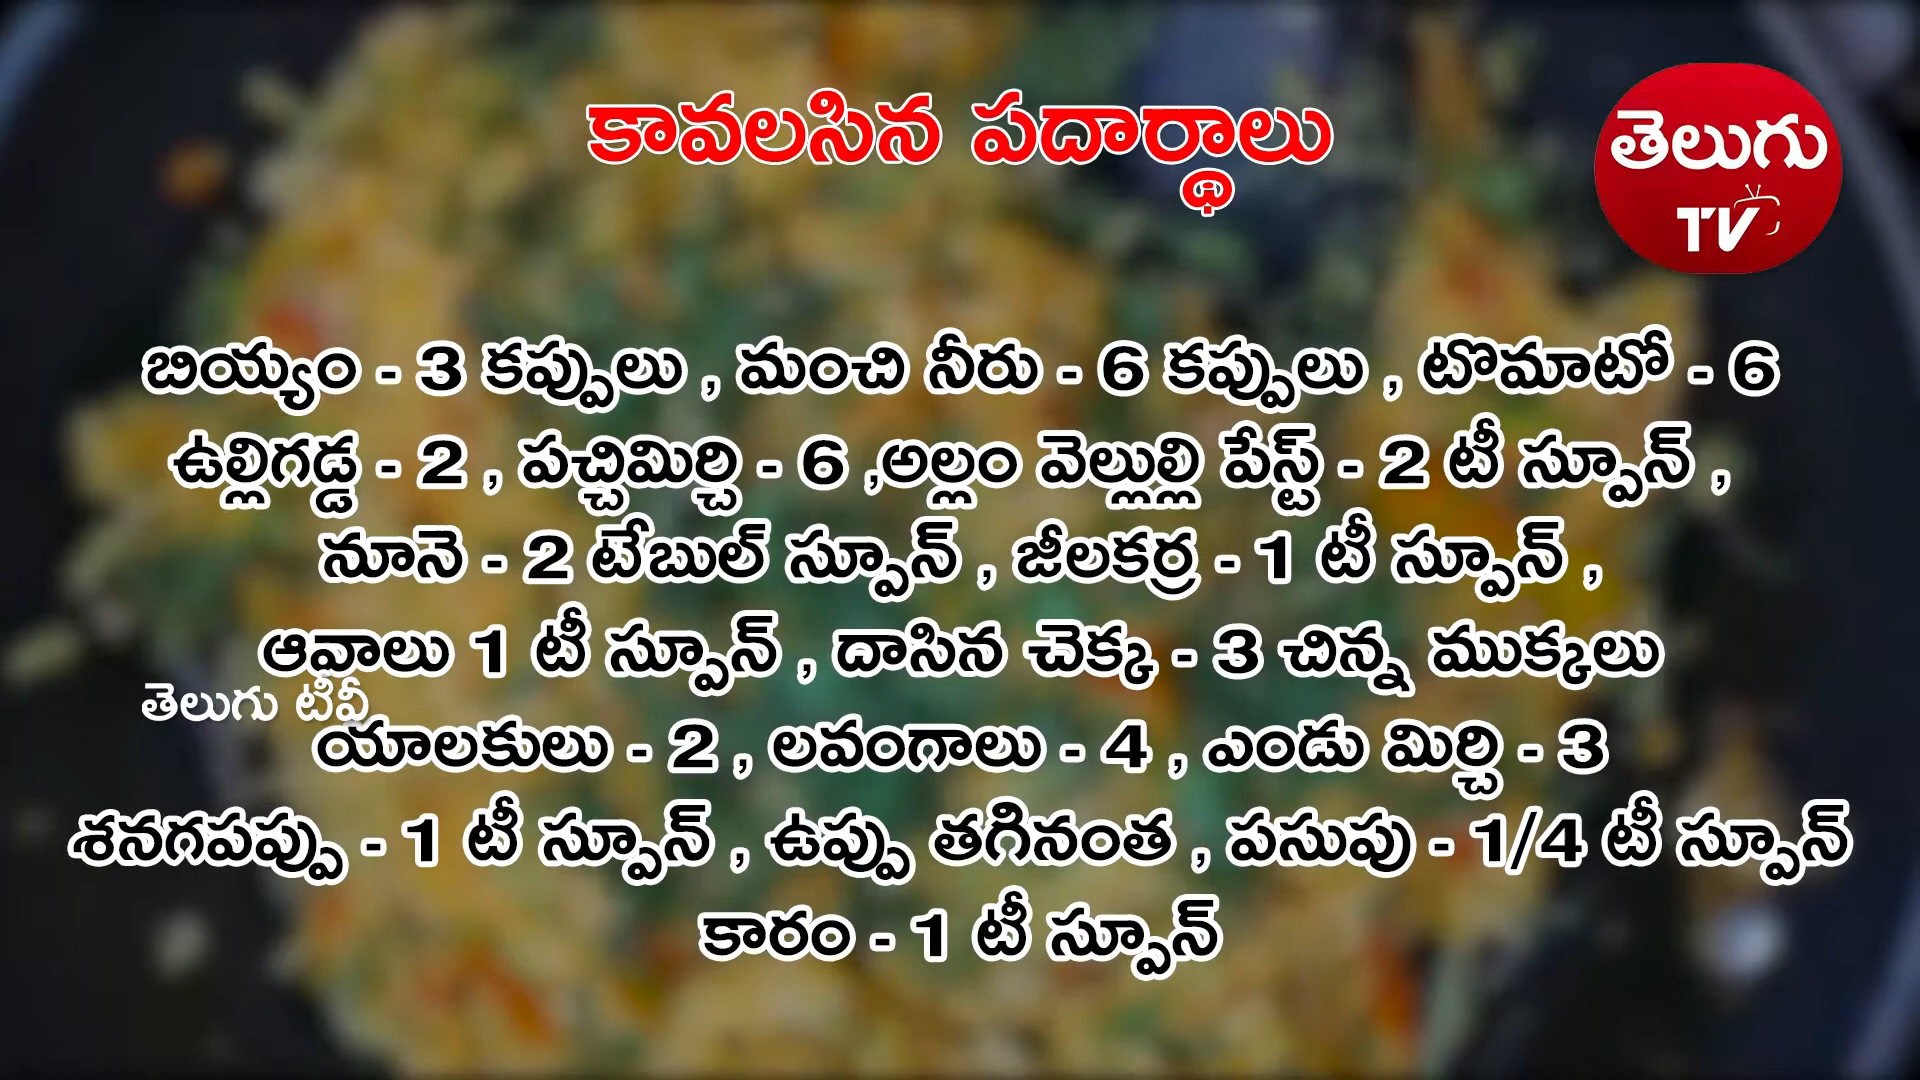 కావలసిన పదార్థాలు
తెలుగు
TV
బియ్యం - 3 కప్పులు , మంచి నీరు - 6 కప్పులు , టొమాటో - 6
ఉల్లిగడ్డ - 2 , పచ్చిమిర్చి - 6 ,అల్లం వెల్లుల్లి పేస్ట్ - 2 టీ స్పూన్ ,
నూనె - 2 టేబుల్ స్పూన్ , జీలకర్ర - 1 టీ స్పూన్ ,
ఆవాలు 1 టీ స్పూన్ , దాసిన చెక్క - 3 చిన్న ముక్కలు
తెలుగు టీవీ
యాలకులు - 2 , లవంగాలు - 4 , ఎండు మిర్చి - 3
శనగపప్పు - 1 టీ స్పూన్ , ఉప్పు తగినంత , పసుపు - 1/4 టీ స్పూన్
కారం - 1 టీ స్పూన్